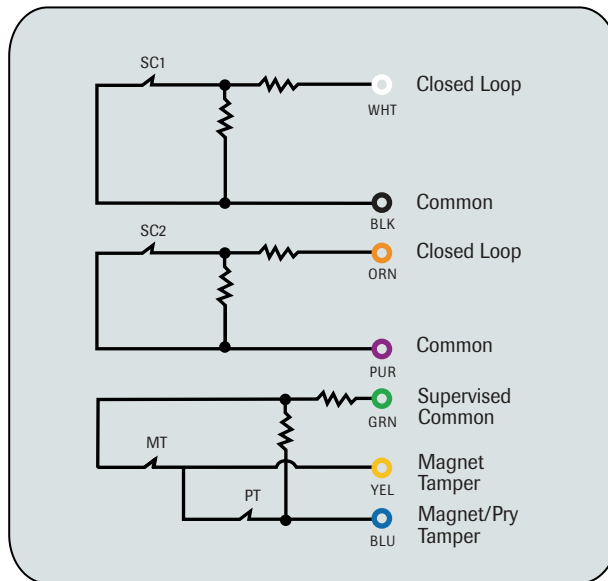 SC1
Closed Loop
WHT
Common
BLK
SC2
Closed Loop
ORN
Common
PUR
Supervised
Common
GRN
MT
Magnet
Tamper
YEL
PT
Magnet/Pry
Tamper
BLU